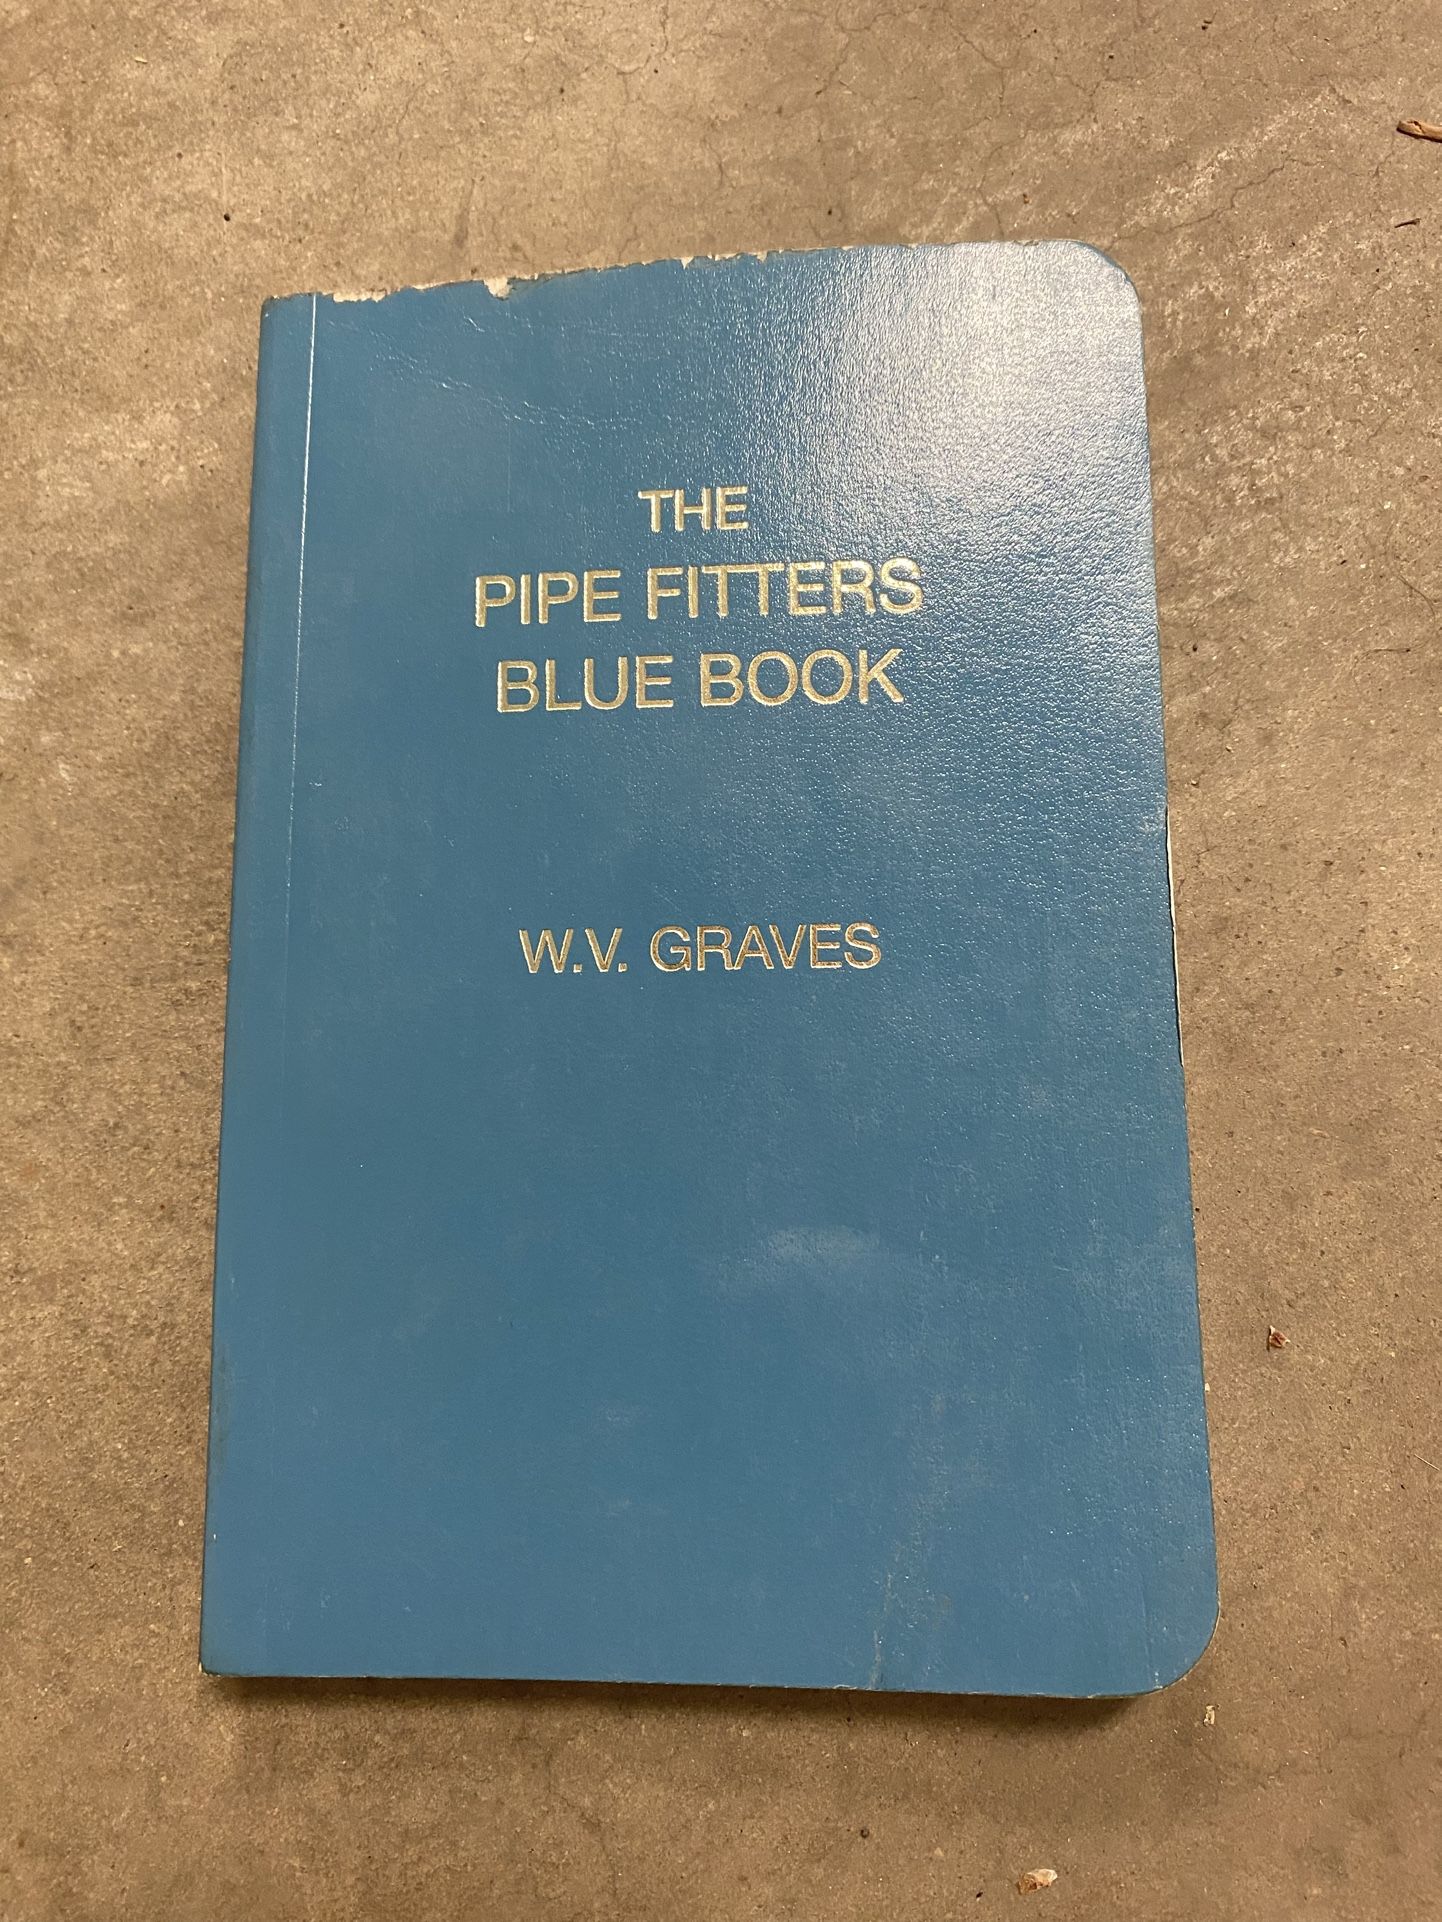 THE
PIPE FITTERS
BLUE BOOK
W.V. GRAVES